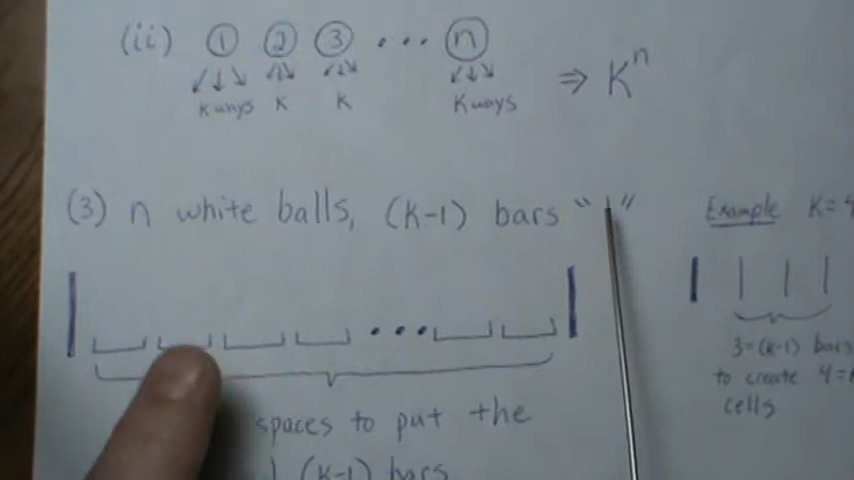 (ii) ① ② ③ ... ⓝ
K ways K K K ways ⇒ Kⁿ
(3) n white balls, (K-1) bars "|"
spaces to put the
(K-1) bars
Example K=
3=(K-1) bars
to create 4=
cells